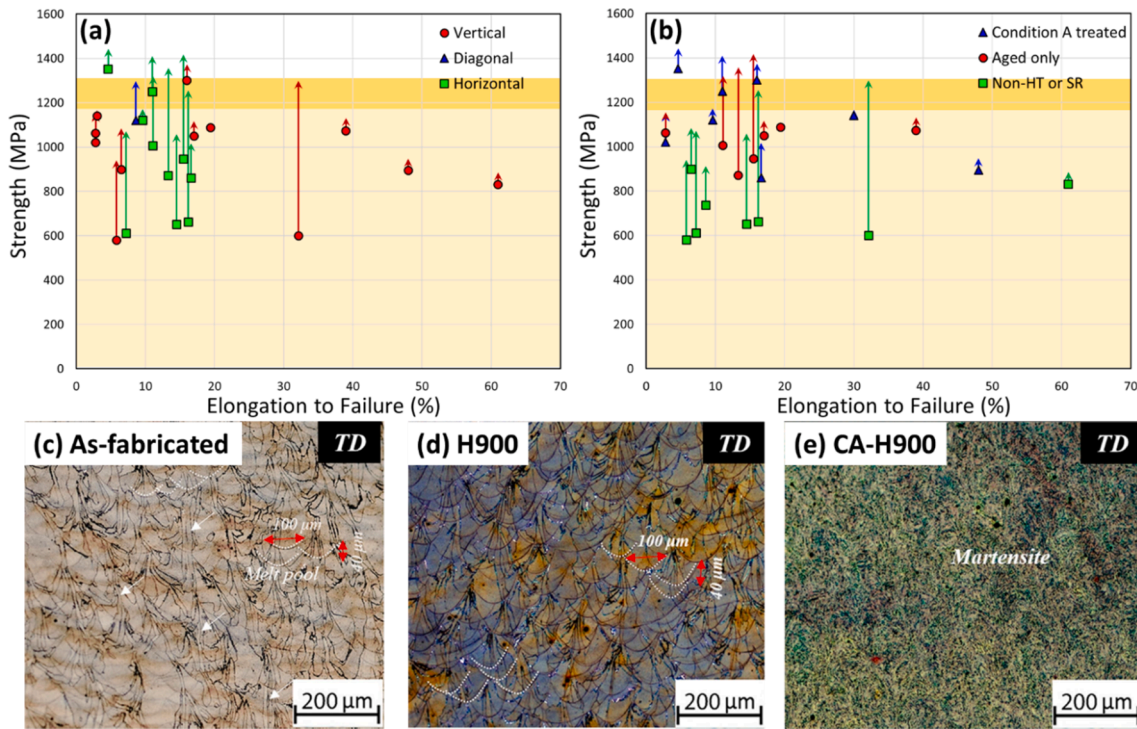 (a)
Vertical
Diagonal
Horizontal
1600
1400
1200
1000
800
600
400
200
0
Strength (MPa)
0 10 20 30 40 50 60 70
Elongation to Failure (%)
(b)
Condition A treated
Aged only
Non-HT or SR
1600
1400
1200
1000
800
600
400
200
0
Strength (MPa)
0 10 20 30 40 50 60 70
Elongation to Failure (%)
(c) As-fabricated
TD
100 µm
Melt pool
200 µm
(d) H900
TD
100 µm
40 µm
200 µm
(e) CA-H900
TD
Martensite
200 µm